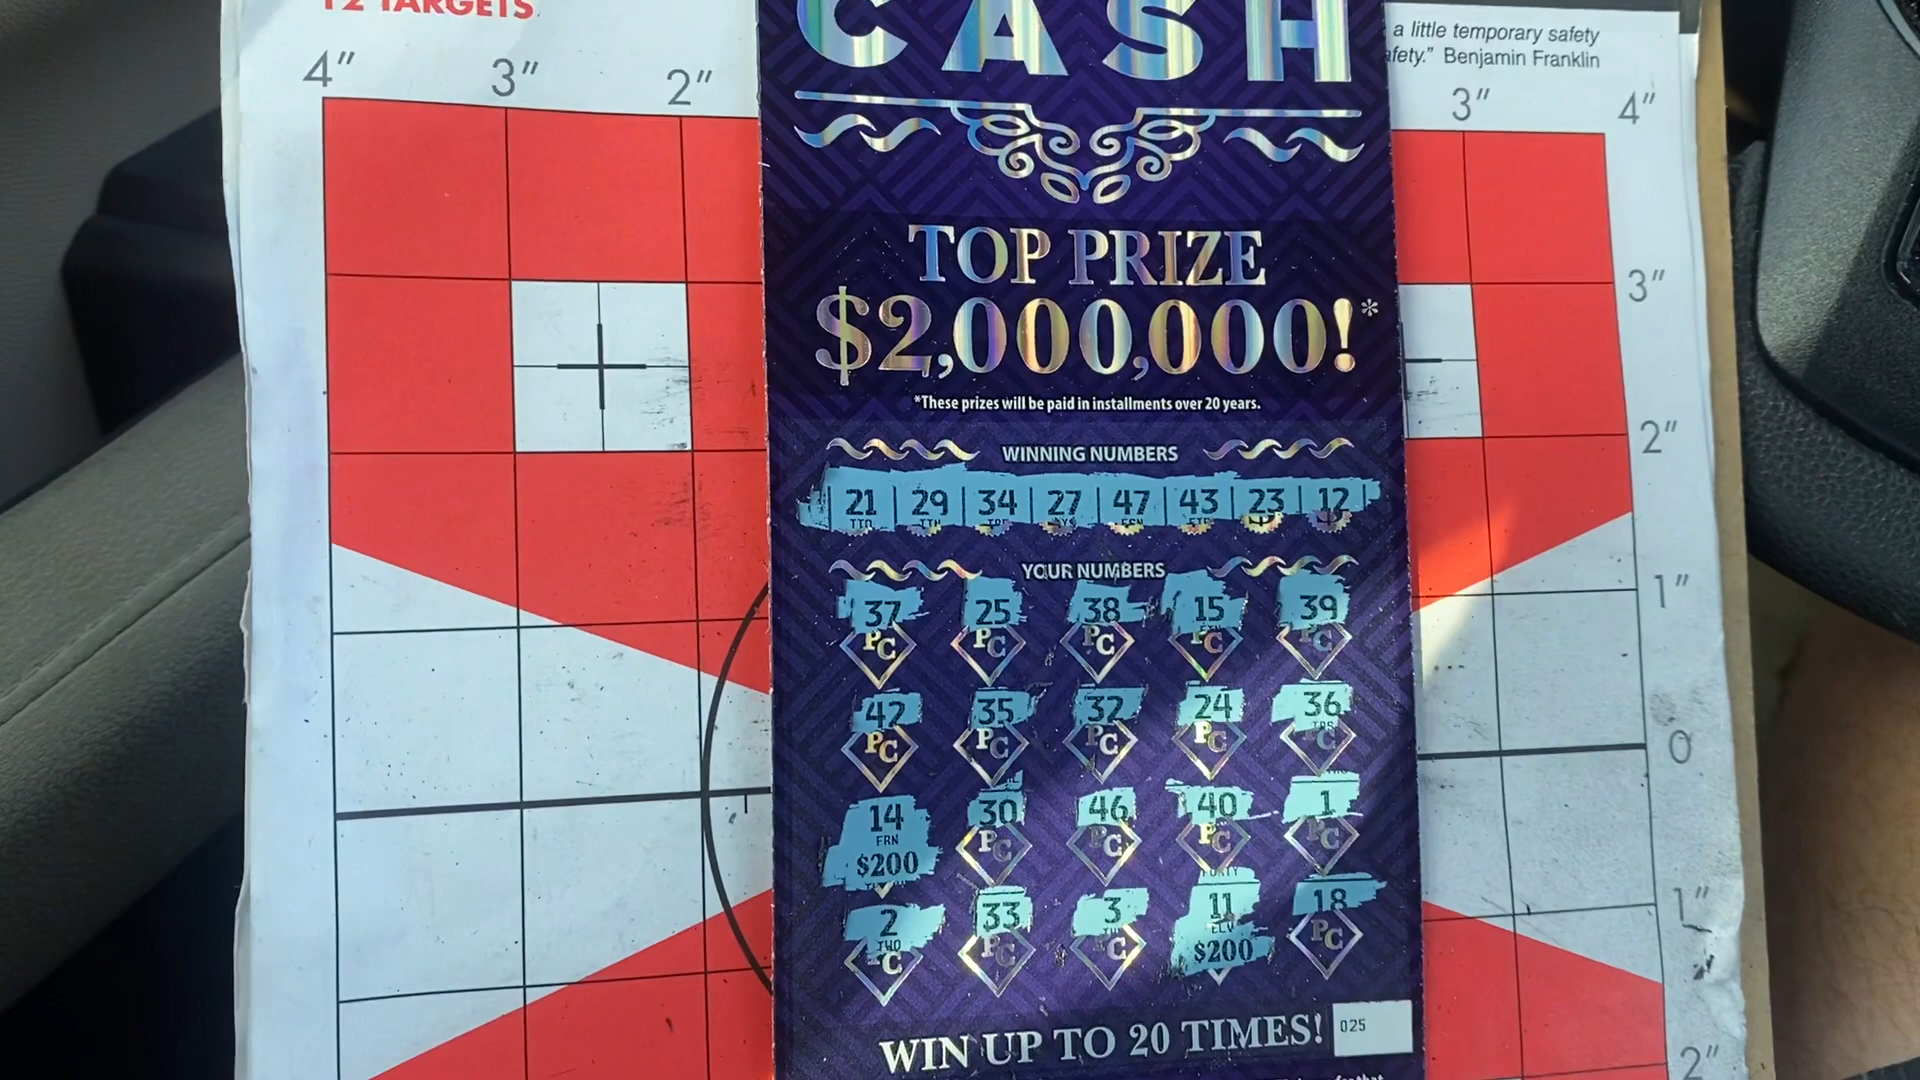 12 TARGETS
4" 3" 2"
CASH
a little temporary safety
afety." Benjamin Franklin
3" 4"
TOP PRIZE
3"
$2,000,000!*
*These prizes will be paid in installments over 20 years.
2"
WINNING NUMBERS
21 29 34 27 47 43 23 12
YOUR NUMBERS
1"
37 25 38 15 39
PC PC PC PC PC
42 35 32 24 36
PC PC PC PC PC
0
14 30 46 40 1
FRN
$200 PC PC PC PC
2 33 3 11 18
TWO ELV
1"
PC PC C $200 PC
WIN UP TO 20 TIMES! 025
2"